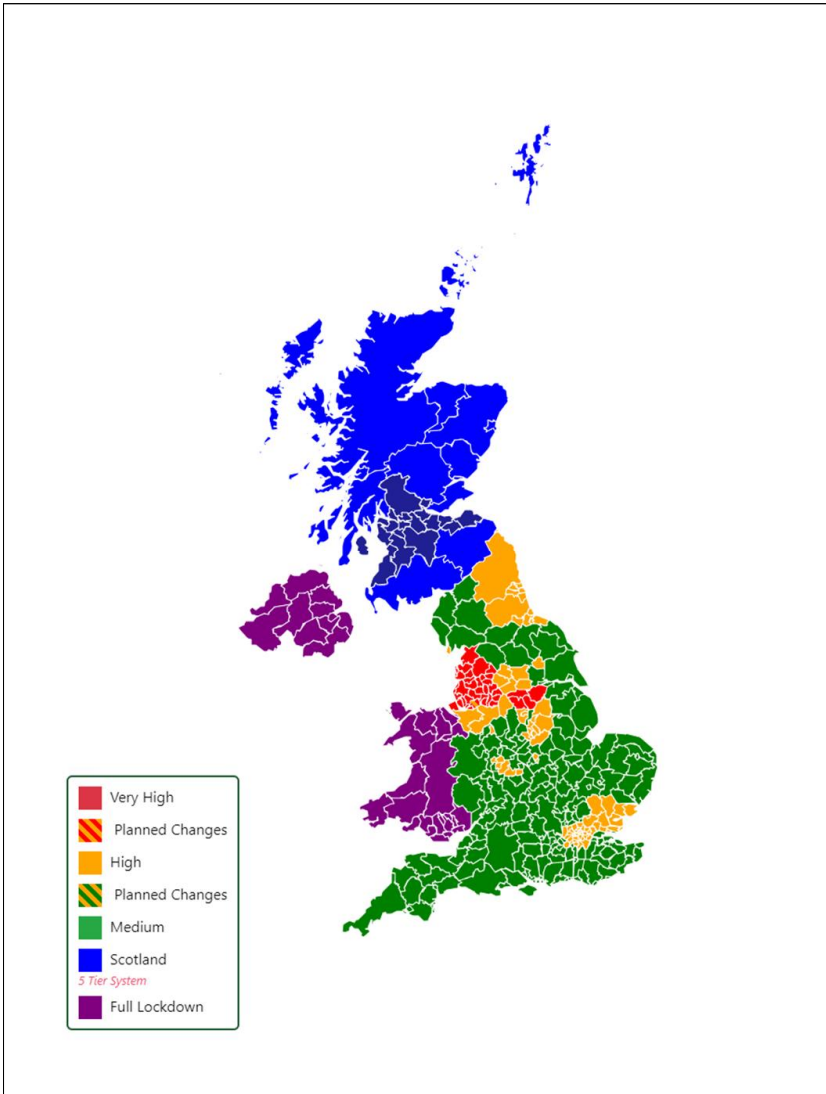 Very High
Planned Changes
High
Planned Changes
Medium
Scotland
5 Tier System
Full Lockdown